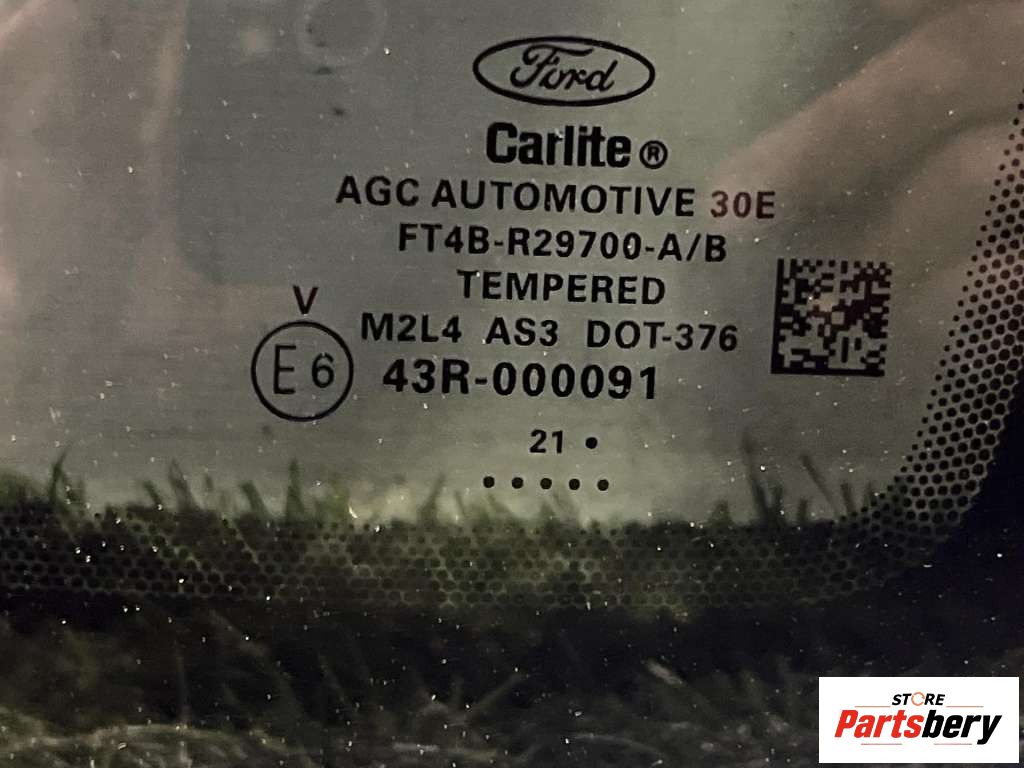 Ford
Carlite®
AGC AUTOMOTIVE 30E
FT4B-R29700-A/B
TEMPERED
V
M2L4 AS3 DOT-376
E6 43R-000091
21 •
• • • • •
STORE
Partsbery